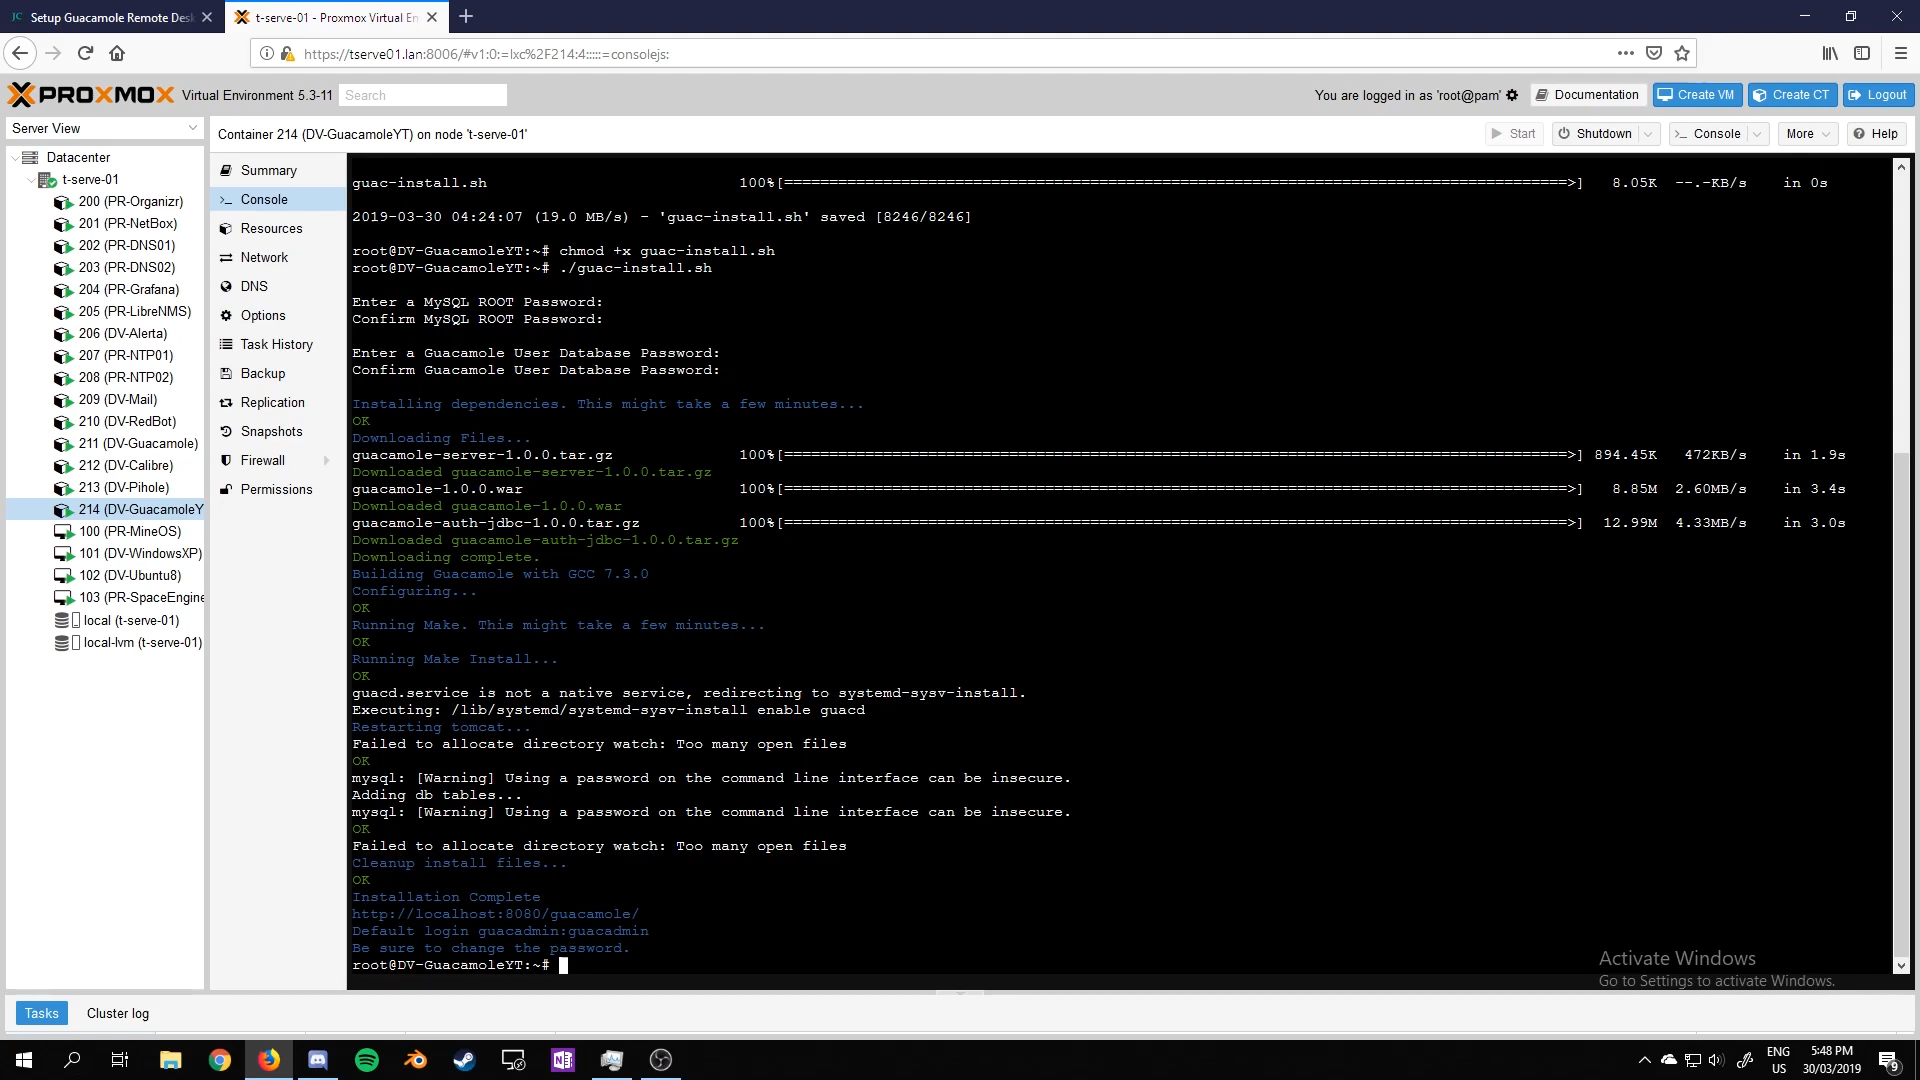 Setup Guacamole Remote Des
t-serve-01 - Proxmox Virtual En
https://tserve01.lan:8006/#v1:0:=lxc%2F214:4:::::=consolejs:
PROXMOX Virtual Environment 5.3-11
Search
You are logged in as 'root@pam'
Documentation
Create VM
Create CT
Logout
Server View
Container 214 (DV-GuacamoleYT) on node 't-serve-01'
Start
Shutdown
Console
More
Help
Datacenter
t-serve-01
200 (PR-Organizr)
201 (PR-NetBox)
202 (PR-DNS01)
203 (PR-DNS02)
204 (PR-Grafana)
205 (PR-LibreNMS)
206 (DV-Alerta)
207 (PR-NTP01)
208 (PR-NTP02)
209 (DV-Mail)
210 (DV-RedBot)
211 (DV-Guacamole)
212 (DV-Calibre)
213 (DV-Pihole)
214 (DV-GuacamoleY
100 (PR-MineOS)
101 (DV-WindowsXP)
102 (DV-Ubuntu8)
103 (PR-SpaceEngine
local (t-serve-01)
local-lvm (t-serve-01)
Summary
Console
Resources
Network
DNS
Options
Task History
Backup
Replication
Snapshots
Firewall
Permissions
guac-install.sh 100%[=======================================================================================>] 8.05K --.-KB/s in 0s
2019-03-30 04:24:07 (19.0 MB/s) - 'guac-install.sh' saved [8246/8246]
root@DV-GuacamoleYT:~# chmod +x guac-install.sh
root@DV-GuacamoleYT:~# ./guac-install.sh
Enter a MySQL ROOT Password:
Confirm MySQL ROOT Password:
Enter a Guacamole User Database Password:
Confirm Guacamole User Database Password:
Installing dependencies. This might take a few minutes...
OK
Downloading Files...
guacamole-server-1.0.0.tar.gz 100%[=======================================================================================>] 894.45K 472KB/s in 1.9s
Downloaded guacamole-server-1.0.0.tar.gz
guacamole-1.0.0.war 100%[=======================================================================================>] 8.85M 2.60MB/s in 3.4s
Downloaded guacamole-1.0.0.war
guacamole-auth-jdbc-1.0.0.tar.gz 100%[=======================================================================================>] 12.99M 4.33MB/s in 3.0s
Downloaded guacamole-auth-jdbc-1.0.0.tar.gz
Downloading complete.
Building Guacamole with GCC 7.3.0
Configuring...
OK
Running Make. This might take a few minutes...
OK
Running Make Install...
OK
guacd.service is not a native service, redirecting to systemd-sysv-install.
Executing: /lib/systemd/systemd-sysv-install enable guacd
Restarting tomcat...
Failed to allocate directory watch: Too many open files
OK
mysql: [Warning] Using a password on the command line interface can be insecure.
Adding db tables...
mysql: [Warning] Using a password on the command line interface can be insecure.
OK
Failed to allocate directory watch: Too many open files
Cleanup install files...
OK
Installation Complete
http://localhost:8080/guacamole/
Default login guacadmin:guacadmin
Be sure to change the password.
root@DV-GuacamoleYT:~#
Activate Windows
Go to Settings to activate Windows.
Tasks
Cluster log
ENG
US
5:48 PM
30/03/2019
9